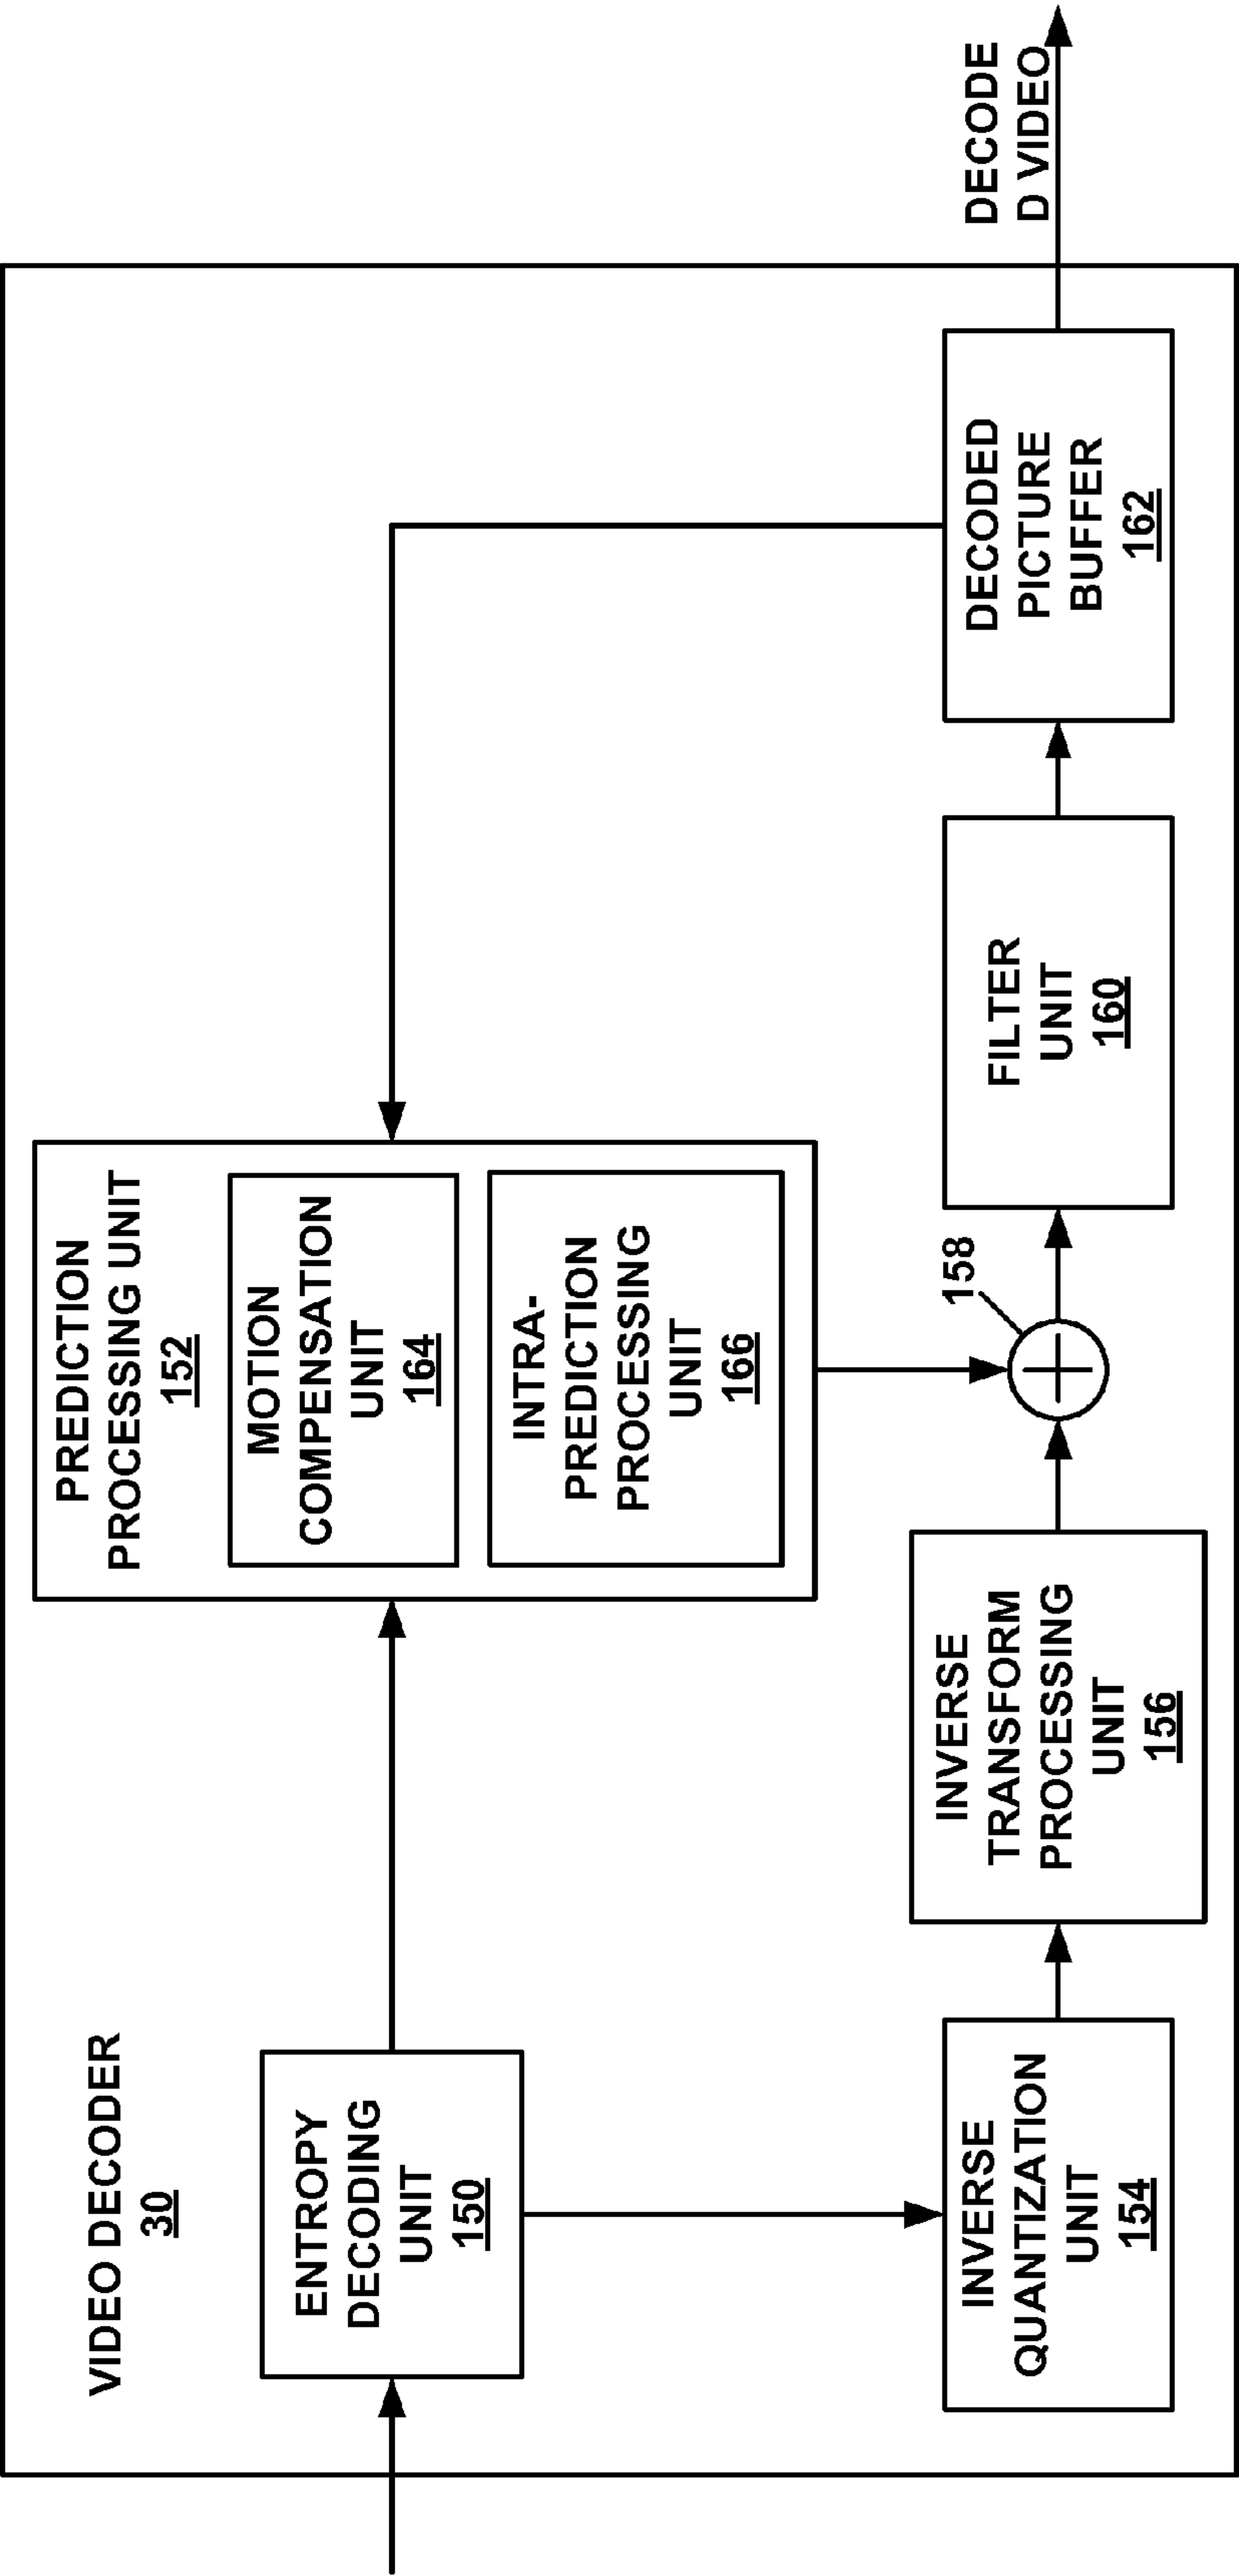 VIDEO DECODER
30
ENTROPY
DECODING
UNIT
150
PREDICTION
PROCESSING UNIT
152
MOTION
COMPENSATION
UNIT
164
INTRA-
PREDICTION
PROCESSING
UNIT
166
INVERSE
QUANTIZATION
UNIT
154
INVERSE
TRANSFORM
PROCESSING
UNIT
156
158
FILTER
UNIT
160
DECODED
PICTURE
BUFFER
162
DECODE
D VIDEO